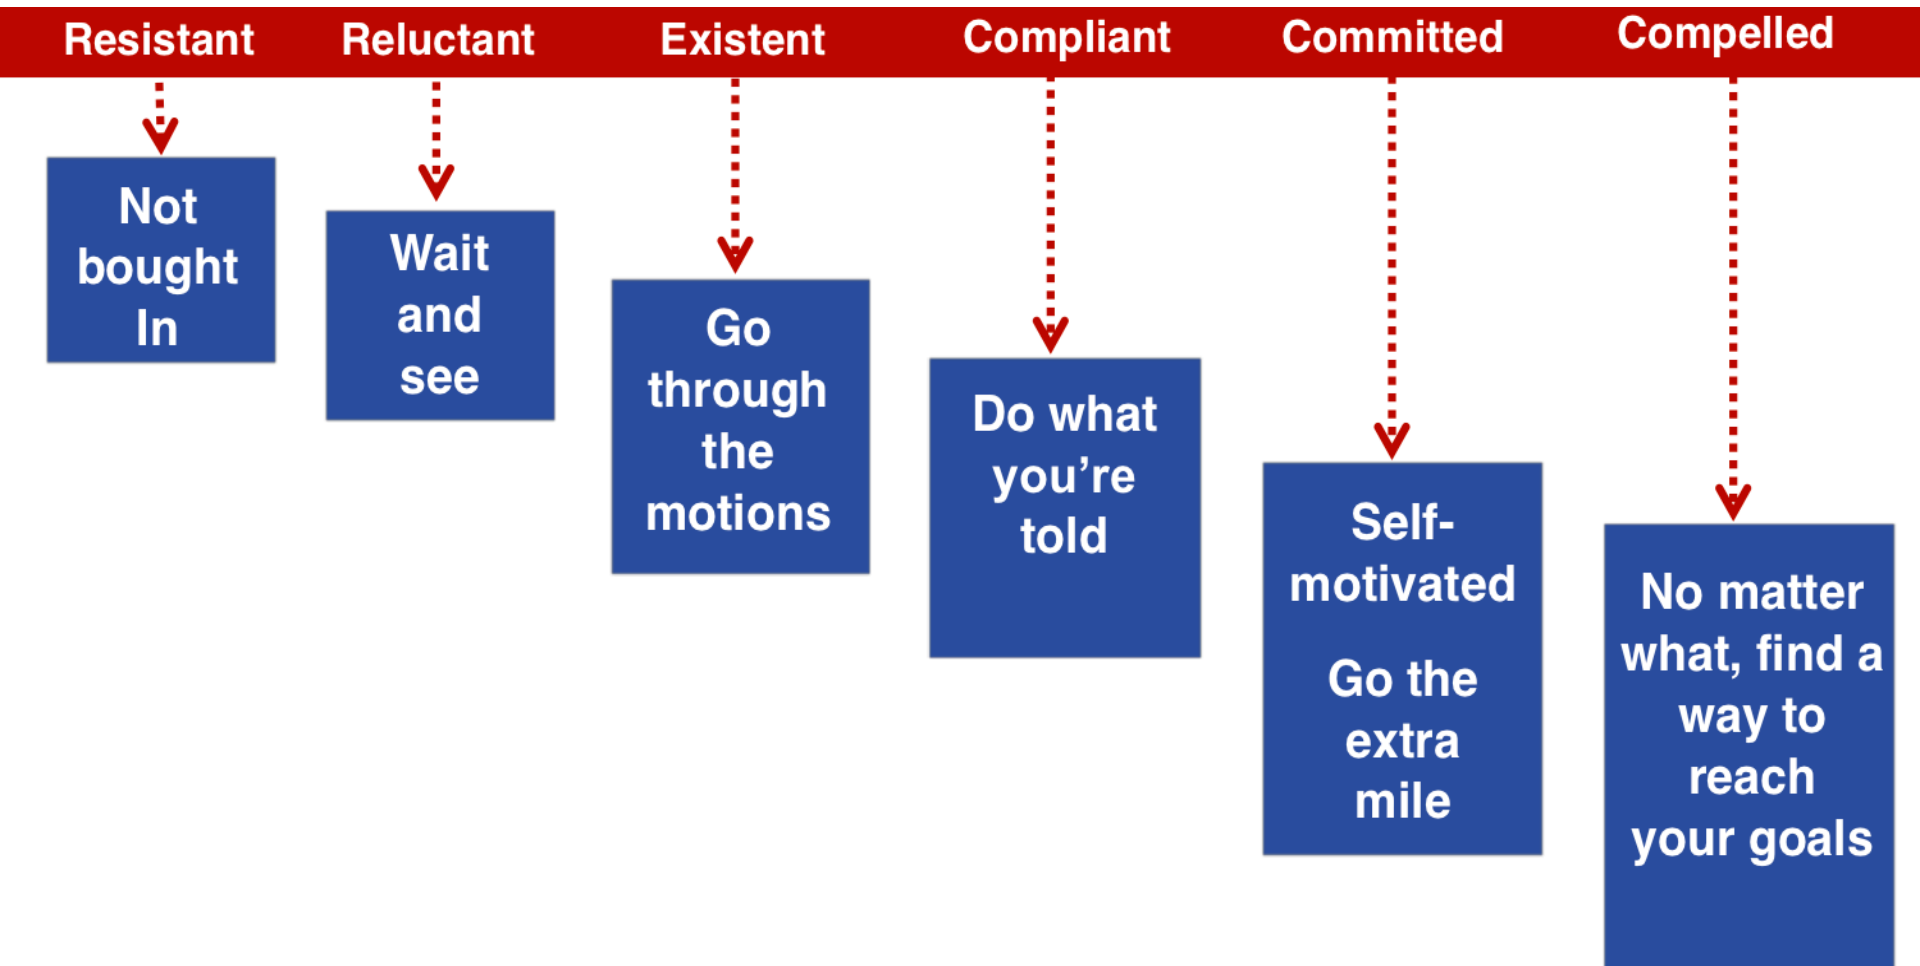 Resistant Reluctant Existent Compliant Committed Compelled
Not
bought
In
Wait
and
see
Go
through
the
motions
Do what
you’re
told
Self-
motivated
Go the
extra
mile
No matter
what, find a
way to
reach
your goals